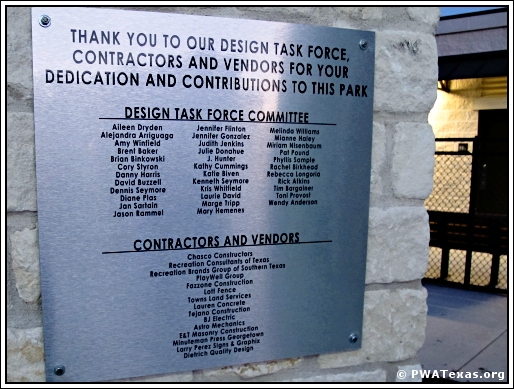 THANK YOU TO OUR DESIGN TASK FORCE,
CONTRACTORS AND VENDORS FOR YOUR
DEDICATION AND CONTRIBUTIONS TO THIS PARK
DESIGN TASK FORCE COMMITTEE
Aileen Dryden
Alejandra Arriguaga
Amy Winfield
Brent Baker
Brian Binkowski
Cory Styron
Danny Harris
David Buzzell
Dennis Seymore
Diane Plas
Jan Sartain
Jason Rammel
Jennifer Flinton
Jennifer Gonzalez
Judith Jenkins
Julie Donahue
J. Hunter
Kathy Cummings
Katie Biven
Kenneth Seymore
Kris Whitfield
Laurie David
Marge Tripp
Mary Hemenes
Melinda Williams
Mianne Haley
Miriam Nisenbaum
Pat Pound
Phyllis Sample
Rachel Birkhead
Rebecca Longoria
Rick Atkins
Tim Bargainer
Toni Provost
Wendy Anderson
CONTRACTORS AND VENDORS
Chasco Constructors
Recreation Consultants of Texas
Recreation Brands Group of Southern Texas
PlayWell Group
Fazzone Construction
Loft Fence
Towns Land Services
Lauren Concrete
Tejano Construction
BJ Electric
Astro Mechanics
E&T Masonry Construction
Minuteman Press Georgetown
Larry Perez Signs & Graphix
Dietrich Quality Design
© PWATexas.org